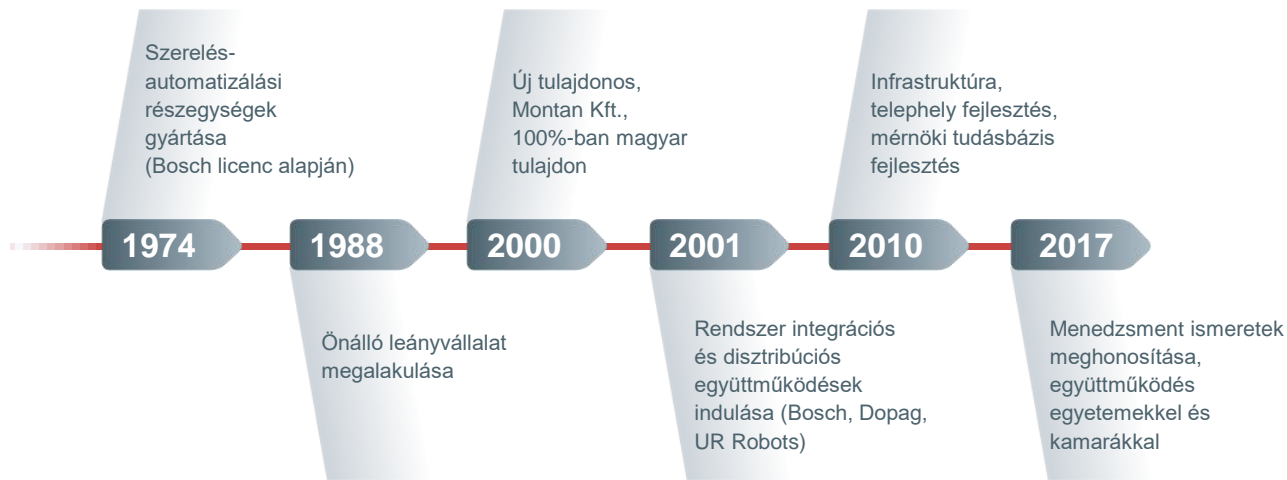 Szerelés-
automatizálási
részegységek
gyártása
(Bosch licenc alapján)
Új tulajdonos,
Montan Kft.,
100%-ban magyar
tulajdon
Infrastruktúra,
telephely fejlesztés,
mérnöki tudásbázis
fejlesztés
1974
1988
2000
2001
2010
2017
Önálló leányvállalat
megalakulása
Rendszer integrációs
és disztribúciós
együttműködések
indulása (Bosch, Dopag,
UR Robots)
Menedzsment ismeretek
meghonosítása,
együttműködés
egyetemekkel és
kamarákkal